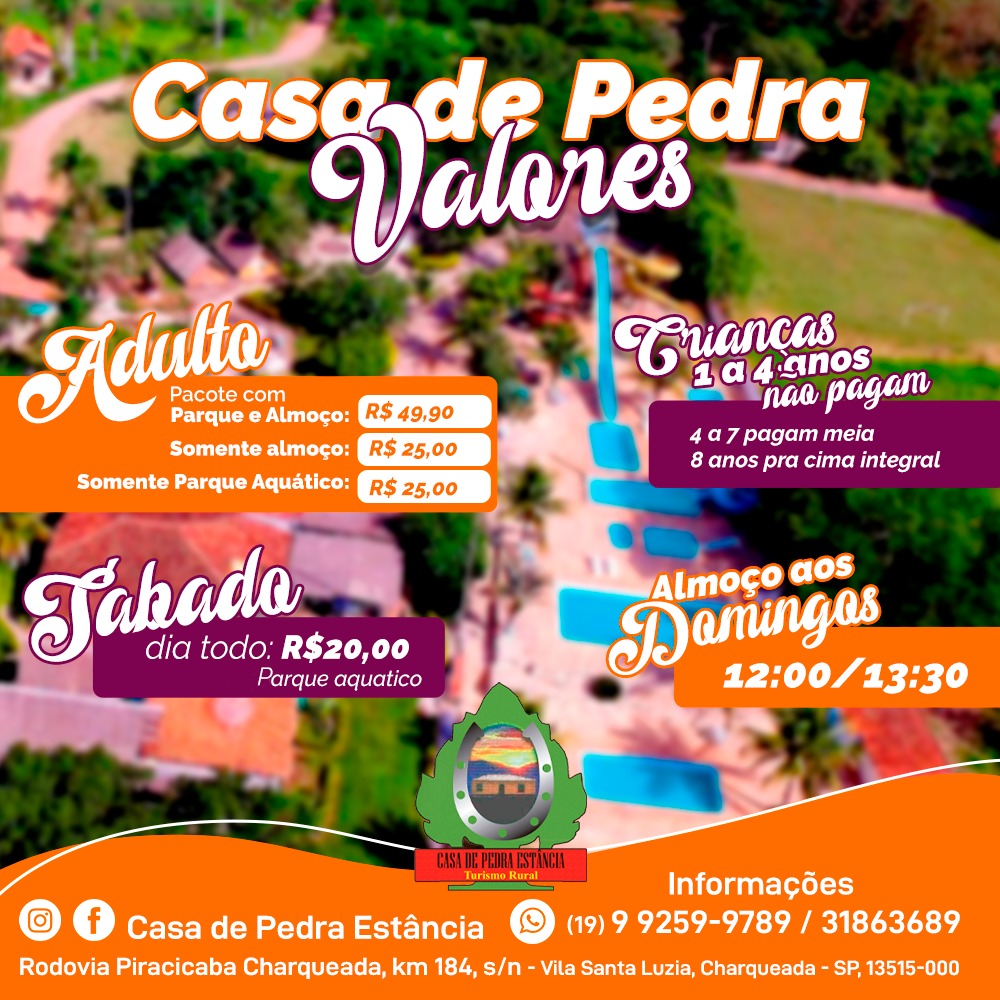 Casa de Pedra
Valores
Adulto
Pacote com
Parque e Almoço: R$ 49,90
Somente almoço: R$ 25,00
Somente Parque Aquático: R$ 25,00
Crianças
1 a 4 anos
não pagam
4 a 7 pagam meia
8 anos pra cima integral
Sábado
dia todo: R$20,00
Parque aquatico
Almoço aos
Domingos
12:00/13:30
CASA DE PEDRA ESTÂNCIA
Turismo Rural
Informações
Casa de Pedra Estância
(19) 9 9259-9789 / 31863689
Rodovia Piracicaba Charqueada, km 184, s/n - Vila Santa Luzia, Charqueada - SP, 13515-000